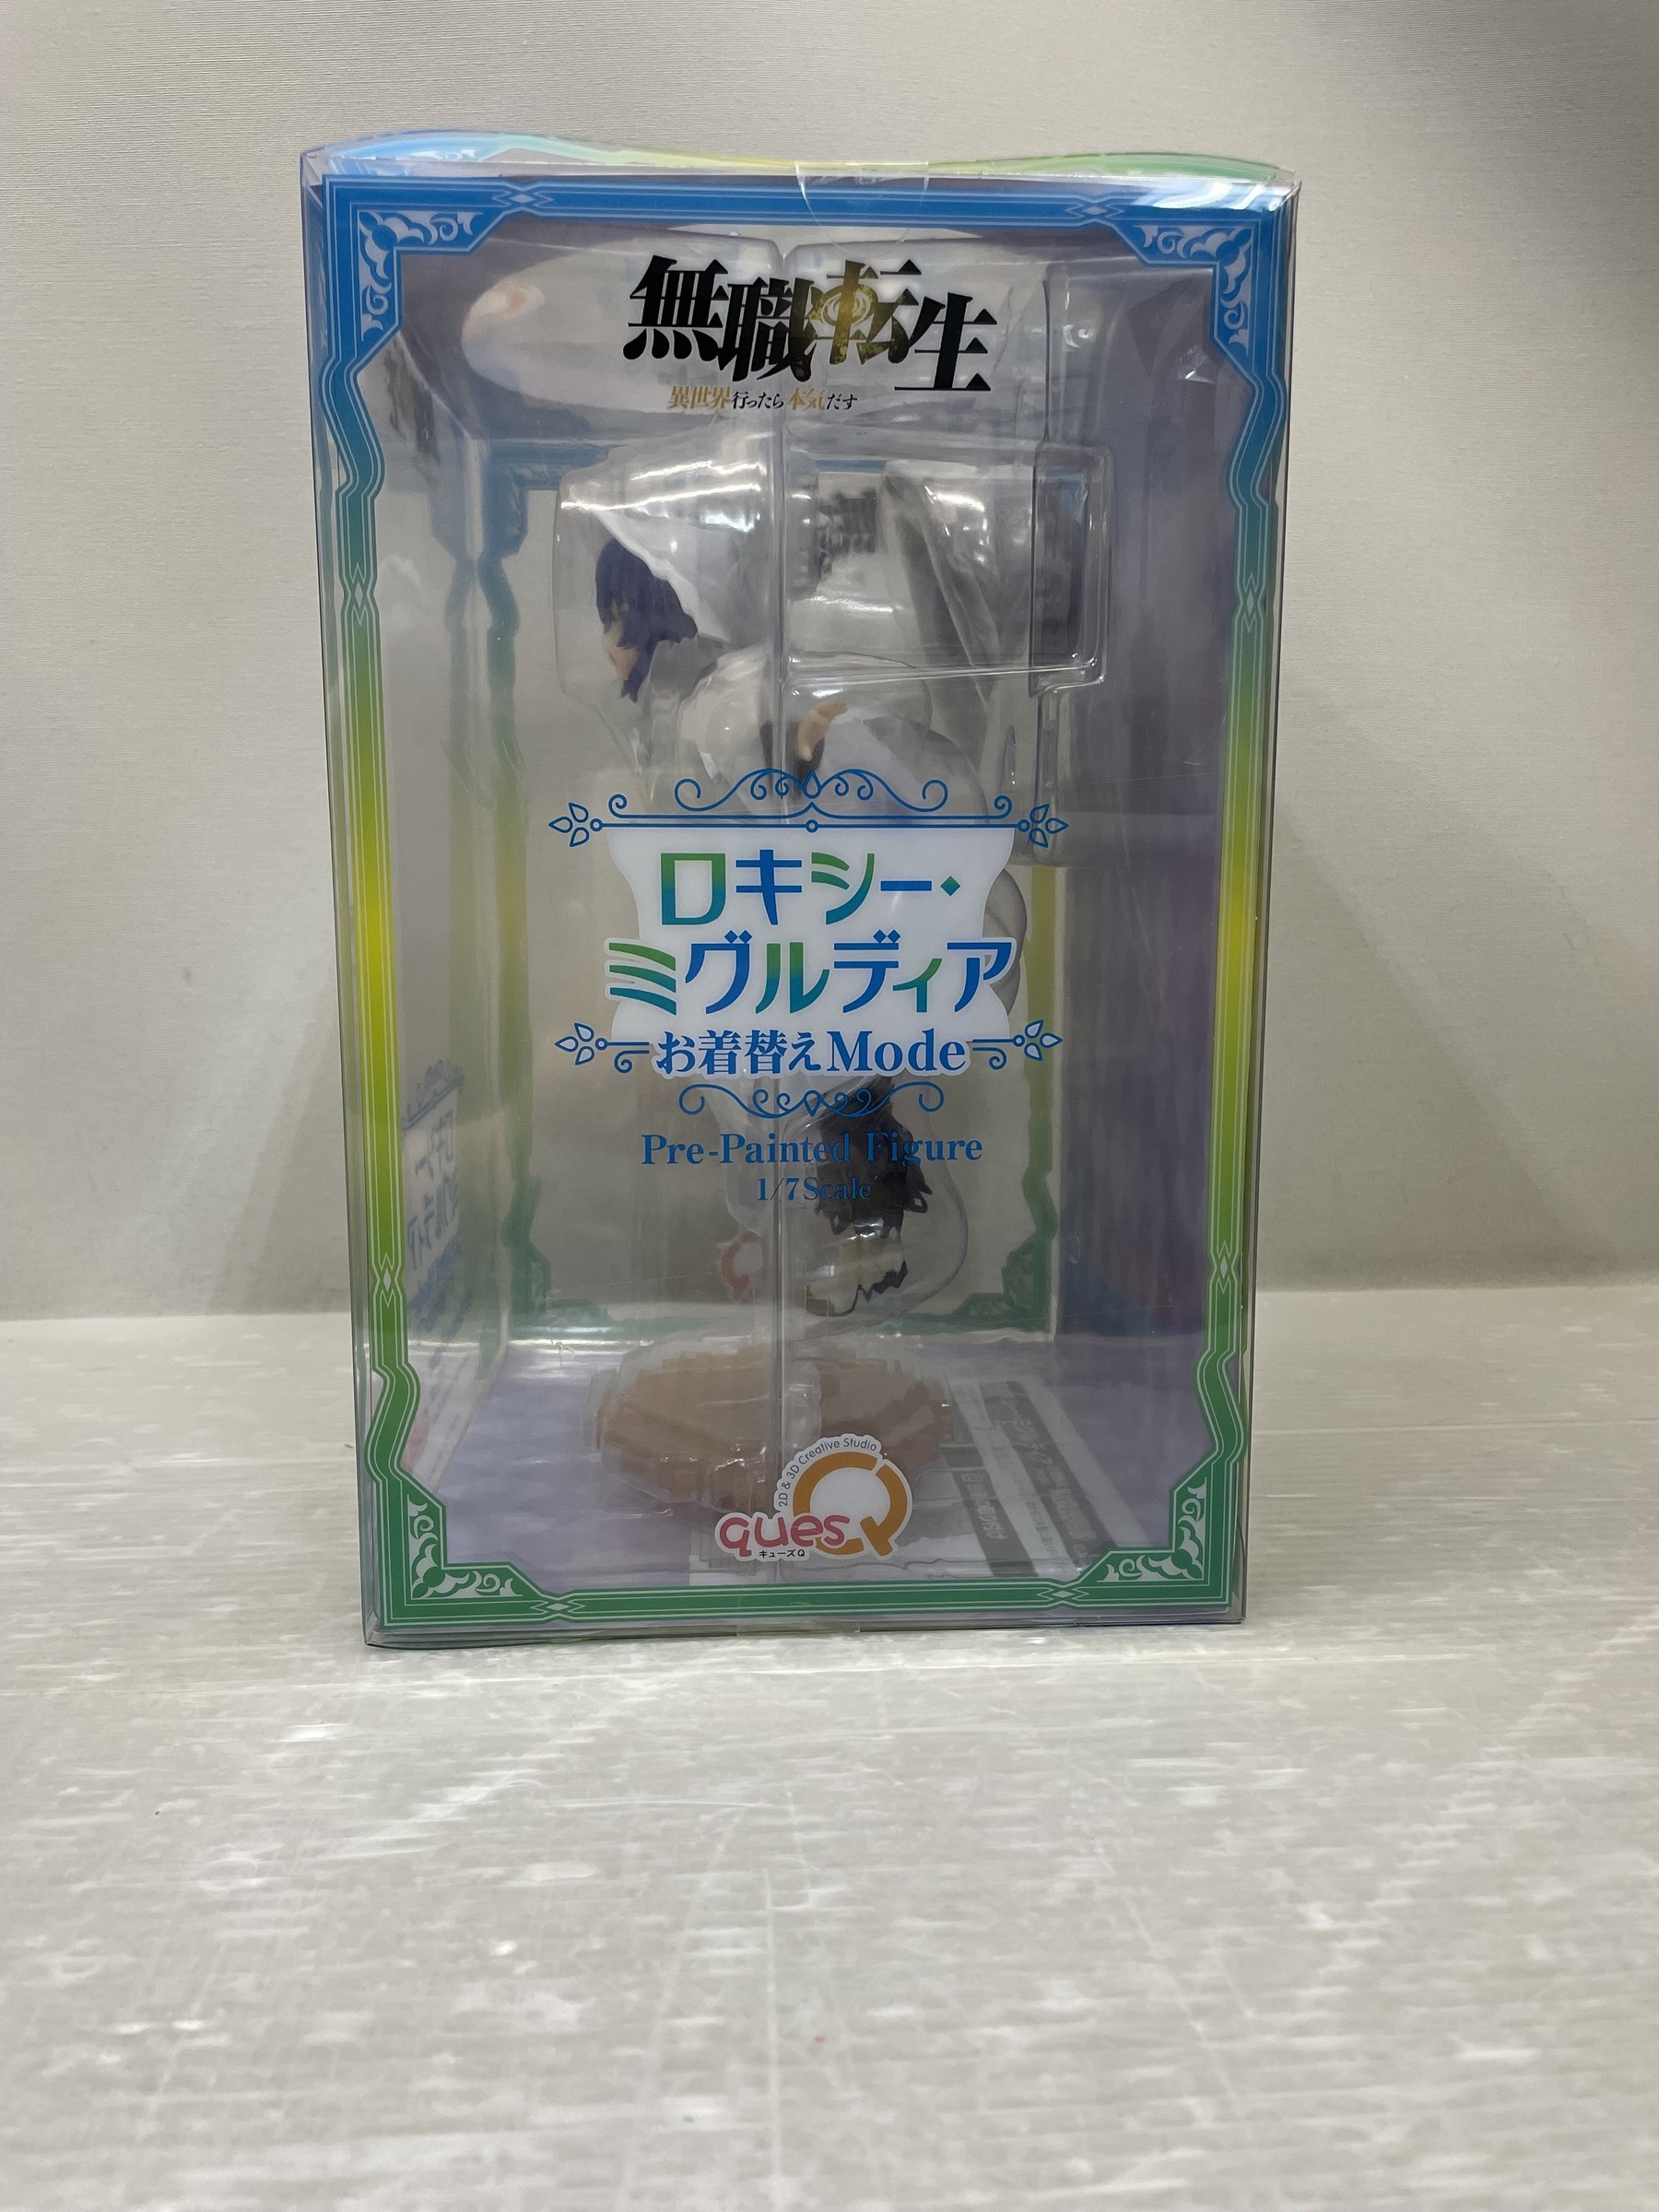 無職転生
異世界行ったら本気だす
ロキシー・
ミグルディア
お着替えMode
Pre-Painted Figure
1/7Scale
2D & 3D Creative Studio
quesQ
キューズQ